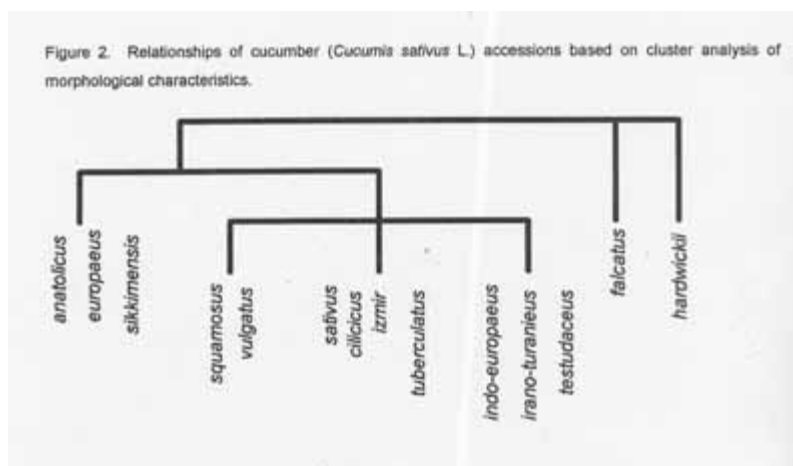 Figure 2. Relationships of cucumber (Cucumis sativus L.) accessions based on cluster analysis of
morphological characteristics.
anatolicus
europaeus
sikkimensis
squamosus
vulgatus
sativus
cilicicus
izmir
tuberculatus
indo-europaeus
irano-turanieus
testudaceus
falcatus
hardwickii